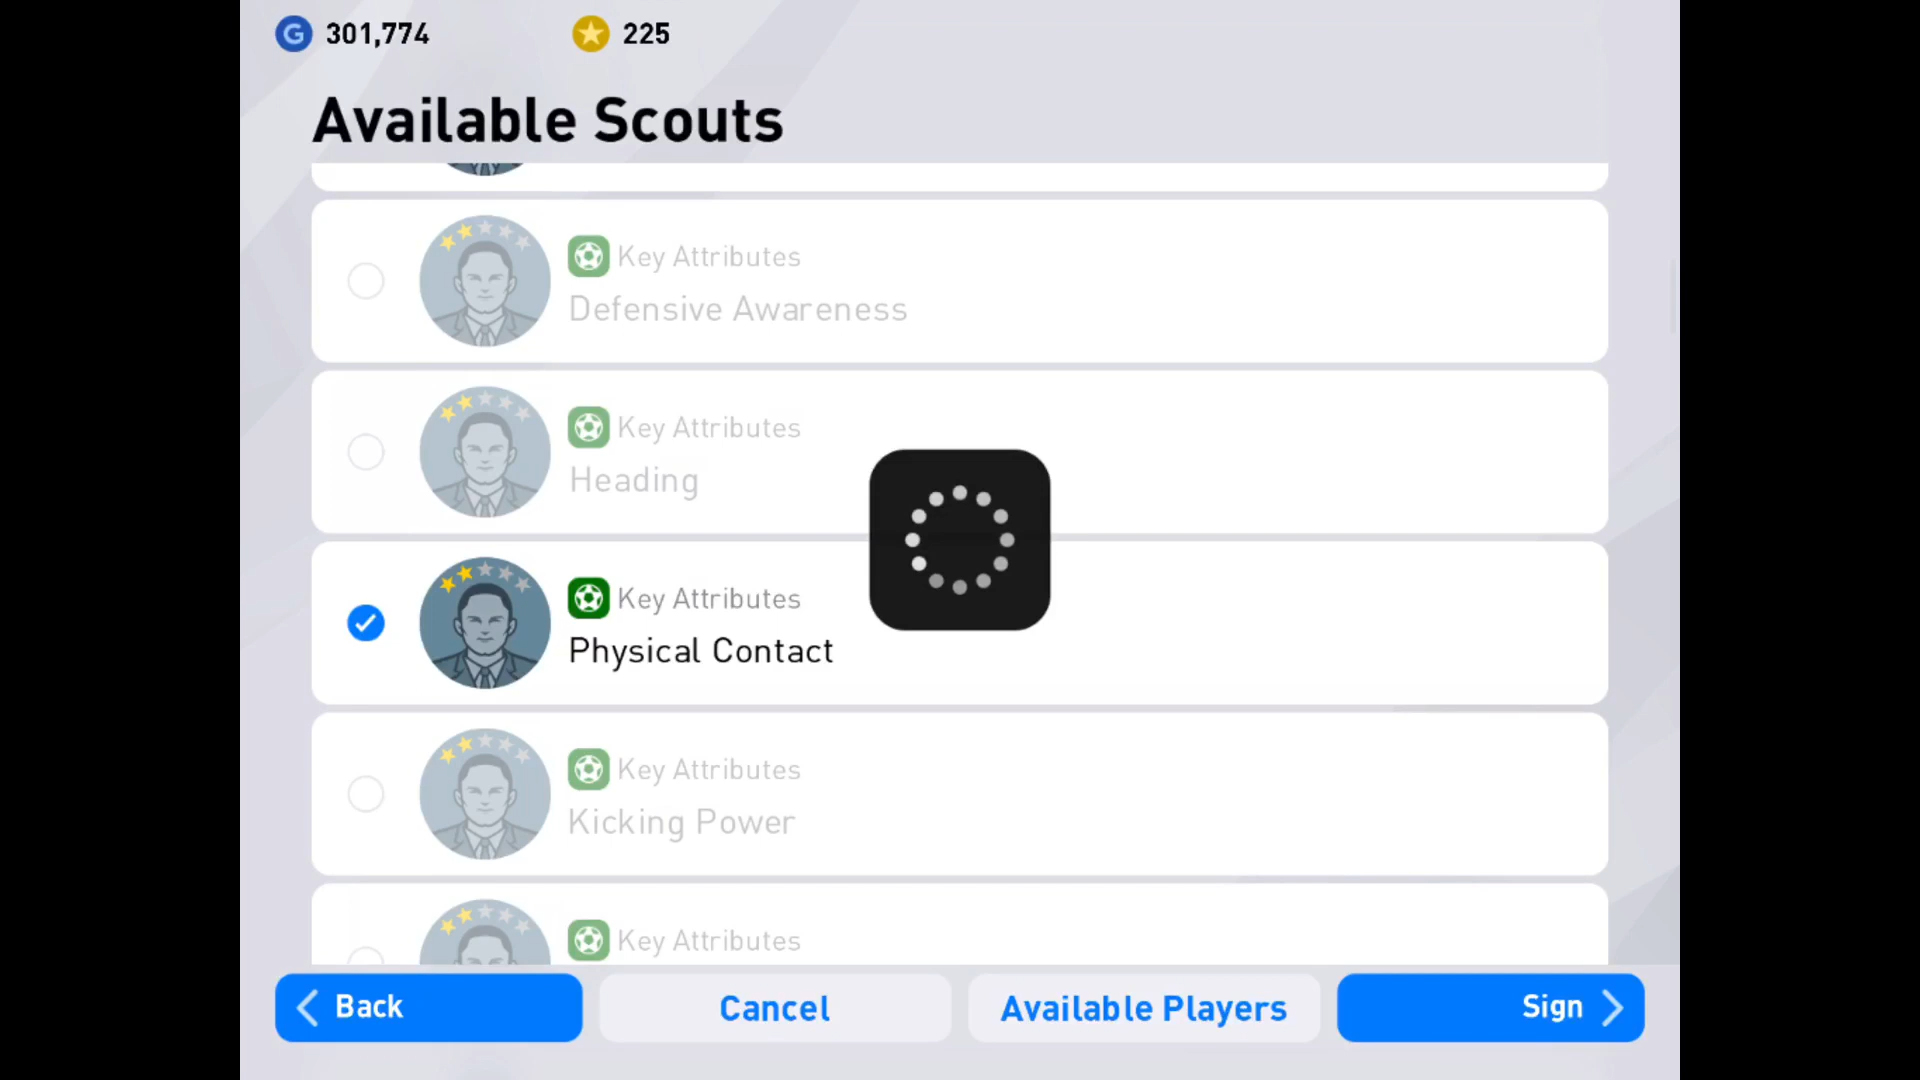 G 301,774
225
Available Scouts
Key Attributes
Defensive Awareness
Key Attributes
Heading
Key Attributes
Physical Contact
Key Attributes
Kicking Power
Key Attributes
Back
Cancel
Available Players
Sign